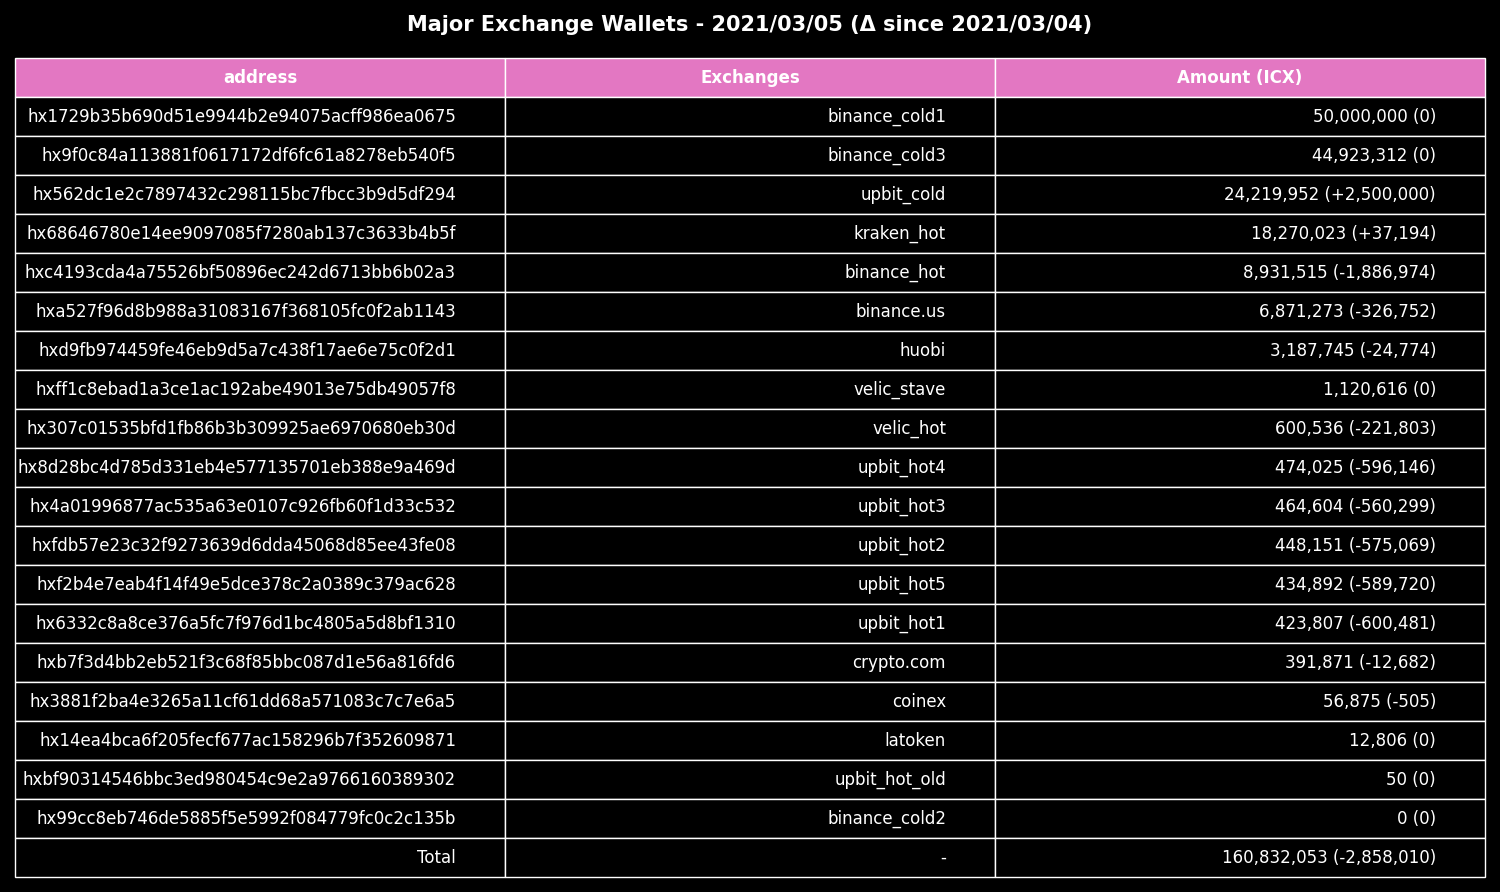 Major Exchange Wallets - 2021/03/05 (Δ since 2021/03/04)
address Exchanges Amount (ICX)
hx1729b35b690d51e9944b2e94075acff986ea0675 binance_cold1 50,000,000 (0)
hx9f0c84a113881f0617172df6fc61a8278eb540f5 binance_cold3 44,923,312 (0)
hx562dc1e2c7897432c298115bc7fbcc3b9d5df294 upbit_cold 24,219,952 (+2,500,000)
hx68646780e14ee9097085f7280ab137c3633b4b5f kraken_hot 18,270,023 (+37,194)
hxc4193cda4a75526bf50896ec242d6713bb6b02a3 binance_hot 8,931,515 (-1,886,974)
hxa527f96d8b988a31083167f368105fc0f2ab1143 binance.us 6,871,273 (-326,752)
hxd9fb974459fe46eb9d5a7c438f17ae6e75c0f2d1 huobi 3,187,745 (-24,774)
hxff1c8ebad1a3ce1ac192abe49013e75db49057f8 velic_stave 1,120,616 (0)
hx307c01535bfd1fb86b3b309925ae6970680eb30d velic_hot 600,536 (-221,803)
hx8d28bc4d785d331eb4e577135701eb388e9a469d upbit_hot4 474,025 (-596,146)
hx4a01996877ac535a63e0107c926fb60f1d33c532 upbit_hot3 464,604 (-560,299)
hxfdb57e23c32f9273639d6dda45068d85ee43fe08 upbit_hot2 448,151 (-575,069)
hxf2b4e7eab4f14f49e5dce378c2a0389c379ac628 upbit_hot5 434,892 (-589,720)
hx6332c8a8ce376a5fc7f976d1bc4805a5d8bf1310 upbit_hot1 423,807 (-600,481)
hxb7f3d4bb2eb521f3c68f85bbc087d1e56a816fd6 crypto.com 391,871 (-12,682)
hx3881f2ba4e3265a11cf61dd68a571083c7c7e6a5 coinex 56,875 (-505)
hx14ea4bca6f205fecf677ac158296b7f352609871 latoken 12,806 (0)
hxbf90314546bbc3ed980454c9e2a9766160389302 upbit_hot_old 50 (0)
hx99cc8eb746de5885f5e5992f084779fc0c2c135b binance_cold2 0 (0)
Total - 160,832,053 (-2,858,010)